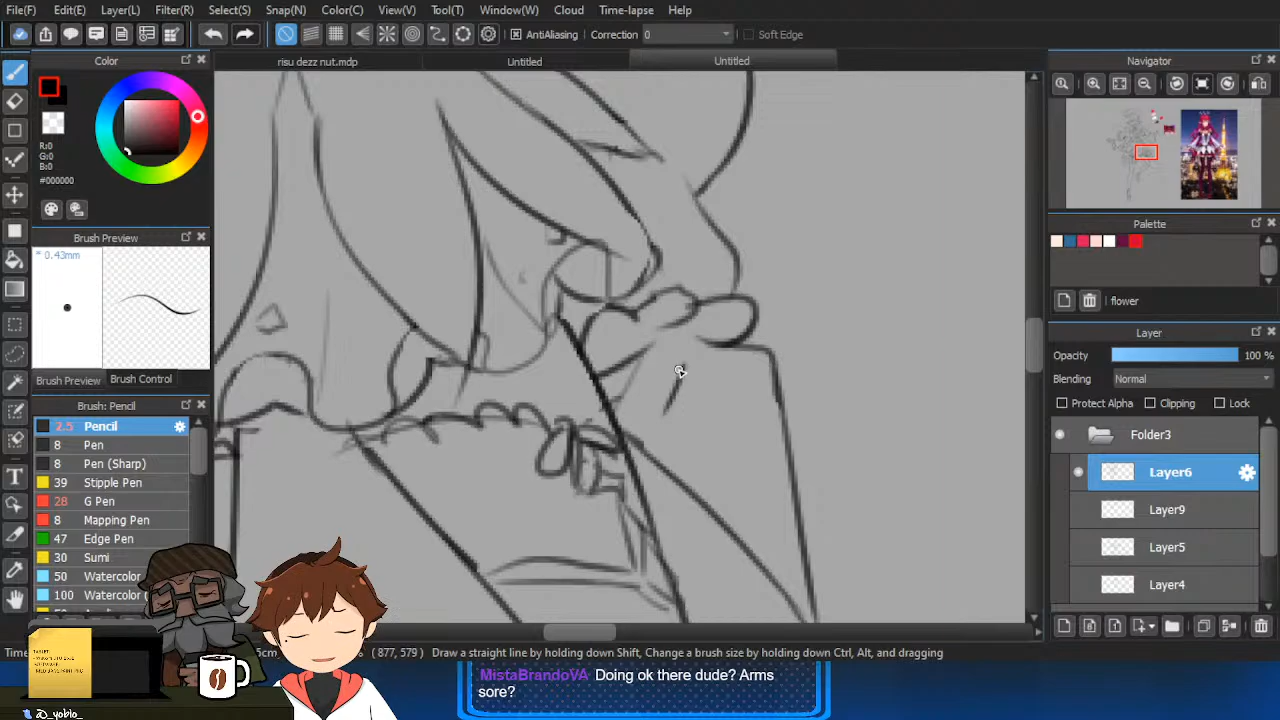 File(F) Edit(E) Layer(L) Filter(R) Select(S) Snap(N) Color(C) View(V) Tool(T) Window(W) Cloud Time-lapse Help
AntiAliasing Correction 0 Soft Edge
Color
risu dezz nut.mdp Untitled Untitled
Navigator
R:0
G:0
B:0
#000000
Brush Preview
0.43mm
Palette
flower
Layer
Opacity 100 %
Blending Normal
Protect Alpha Clipping Lock
Brush Preview Brush Control
Brush: Pencil
2.5 Pencil
8 Pen
8 Pen (Sharp)
39 Stipple Pen
28 G Pen
8 Mapping Pen
47 Edge Pen
30 Sumi
50 Watercolor
100 Watercolor (
Folder3
Layer6
Layer9
Layer5
Layer4
(877, 579) Draw a straight line by holding down Shift, Change a brush size by holding down Ctrl, Alt, and dragging
MistaBrandoVA Doing ok there dude? Arms
sore?